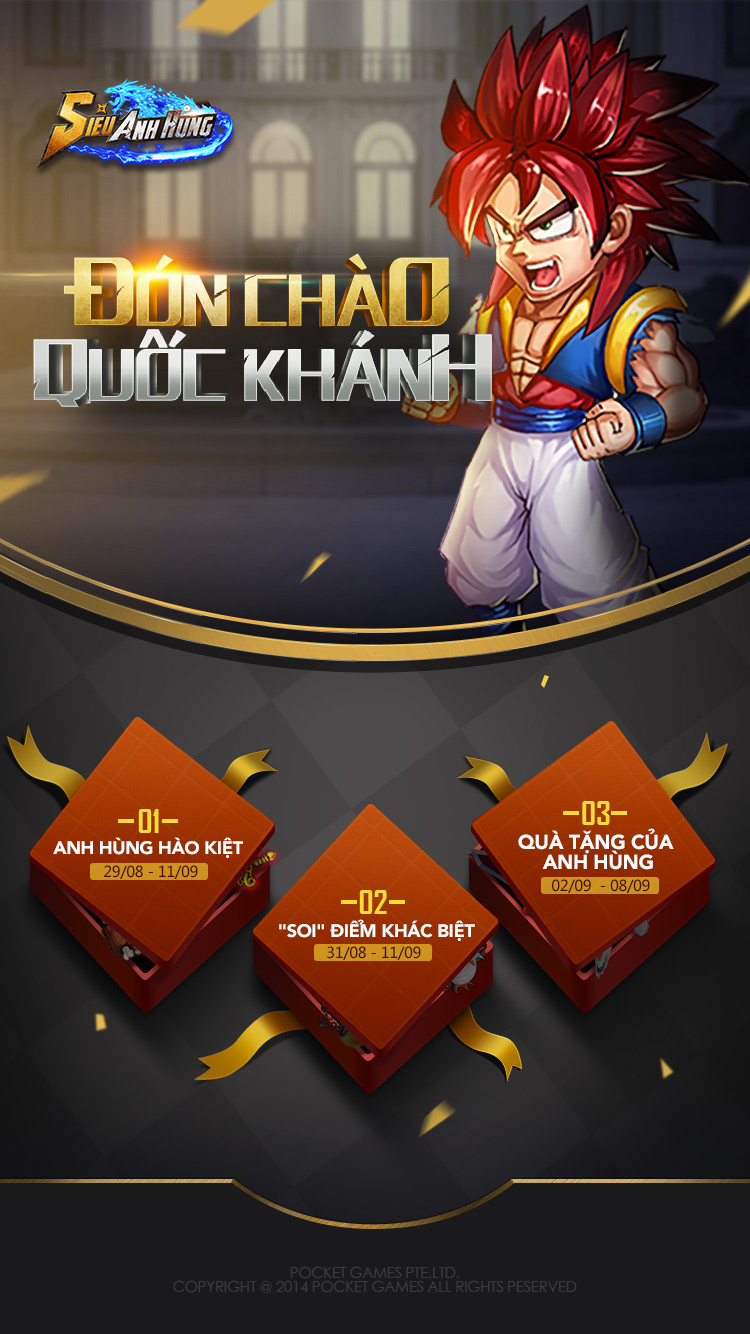 SIÊU ANH HÙNG
ĐÓN CHÀO
QUỐC KHÁNH
01
ANH HÙNG HÀO KIỆT
29/08 - 11/09
02
"SOI" ĐIỂM KHÁC BIỆT
31/08 - 11/09
03
QUÀ TẶNG CỦA
ANH HÙNG
02/09 - 08/09
POCKET GAMES PTE.LTD.
COPYRIGHT @ 2014 POCKET GAMES ALL RIGHTS PESERVED